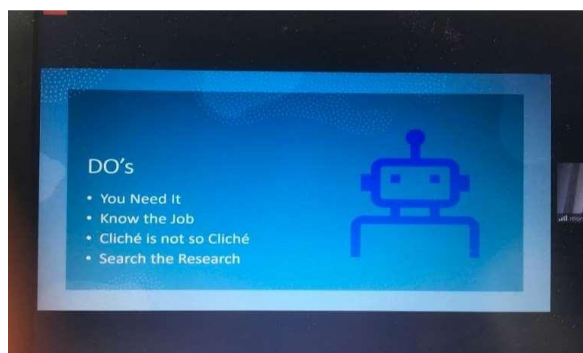 DO's
• You Need It
• Know the Job
• Cliché is not so Cliché
• Search the Research